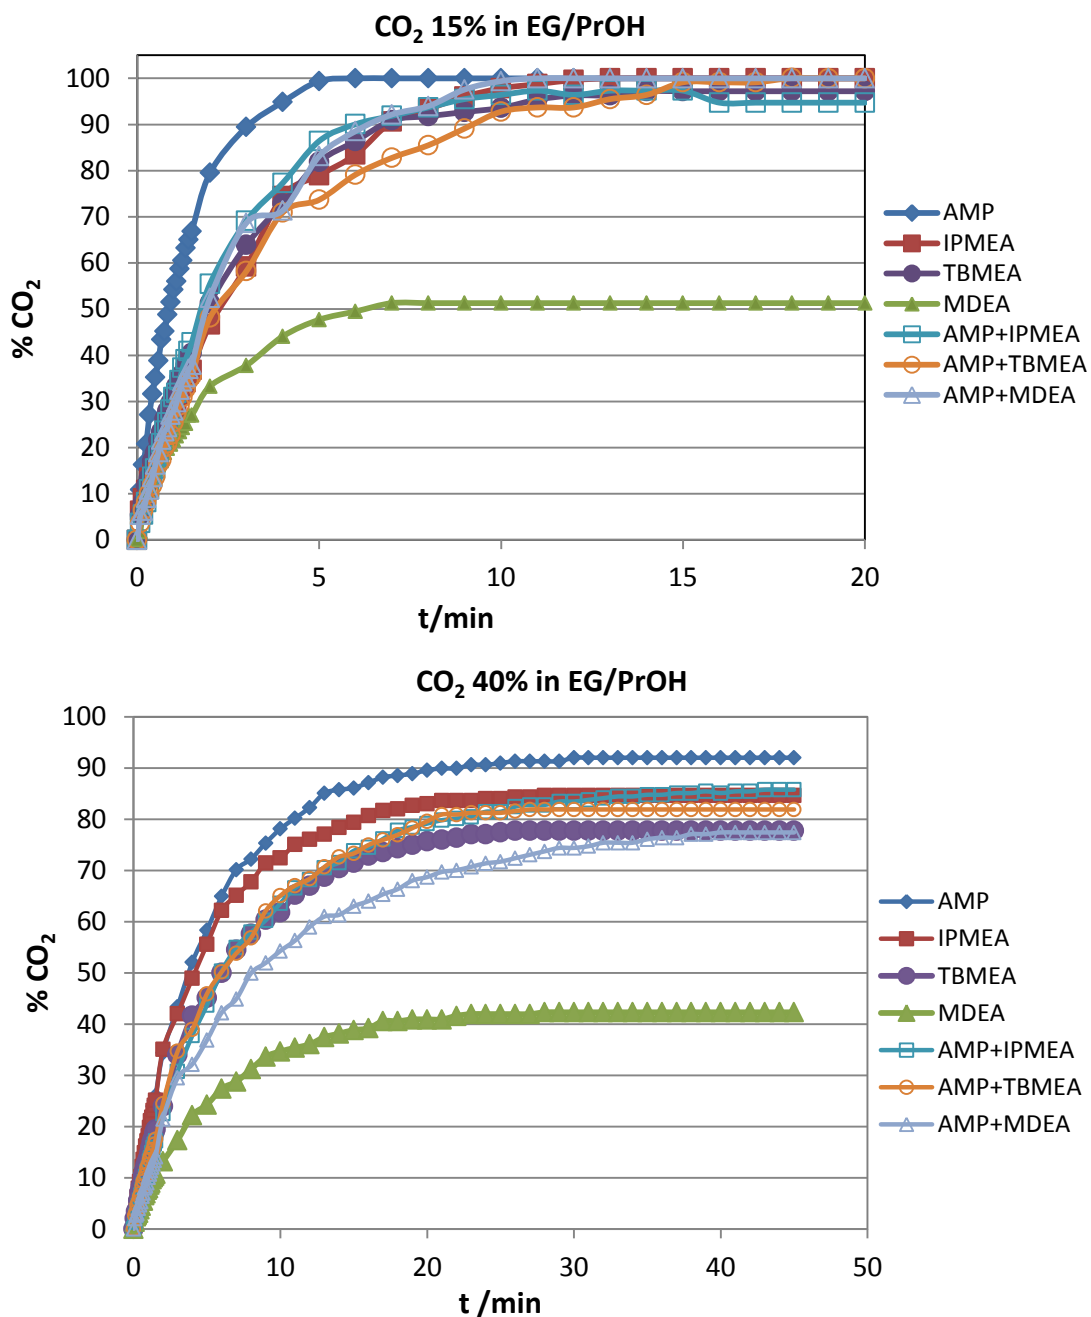 CO₂ 15% in EG/PrOH
100
90
80
70
60
50
40
30
20
10
0
% CO₂
0 5 10 15 20
t/min
AMP
IPMEA
TBMEA
MDEA
AMP+IPMEA
AMP+TBMEA
AMP+MDEA
CO₂ 40% in EG/PrOH
100
90
80
70
60
50
40
30
20
10
0
% CO₂
0 10 20 30 40 50
t /min
AMP
IPMEA
TBMEA
MDEA
AMP+IPMEA
AMP+TBMEA
AMP+MDEA